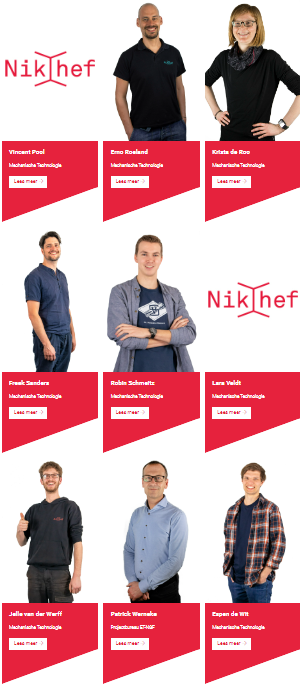 Nikhef
Vincent Pool
Mechanische Technologie
Lees meer
Erno Roeland
Mechanische Technologie
Lees meer
Krista de Roo
Mechanische Technologie
Lees meer
Nikhef
Freek Sanders
Mechanische Technologie
Lees meer
Robin Schmeitz
Mechanische Technologie
Lees meer
Lara Veldt
Mechanische Technologie
Lees meer
Jelle van der Werff
Mechanische Technologie
Lees meer
Patrick Werneke
Projectbureau
Lees meer
Espen de Wit
Mechanische Technologie
Lees meer